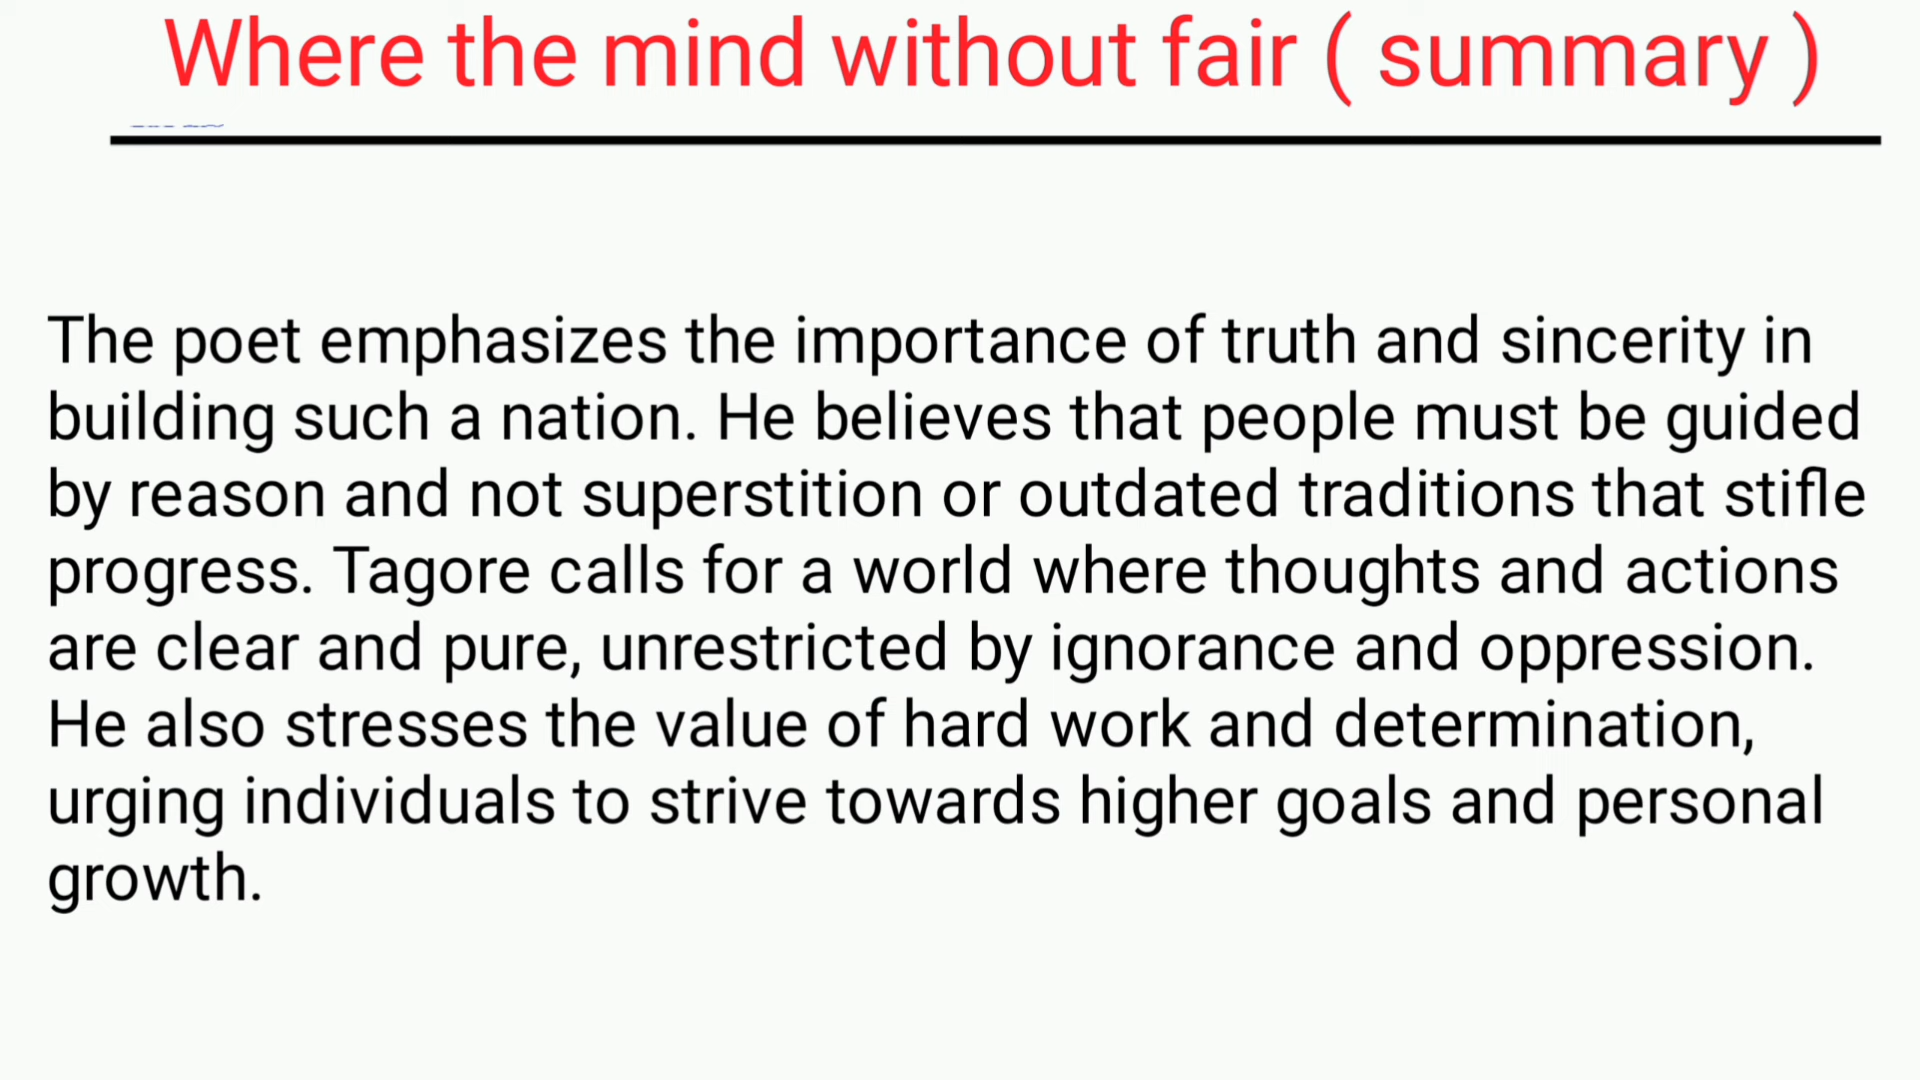 Where the mind without fair ( summary )
The poet emphasizes the importance of truth and sincerity in
building such a nation. He believes that people must be guided
by reason and not superstition or outdated traditions that stifle
progress. Tagore calls for a world where thoughts and actions
are clear and pure, unrestricted by ignorance and oppression.
He also stresses the value of hard work and determination,
urging individuals to strive towards higher goals and personal
growth.